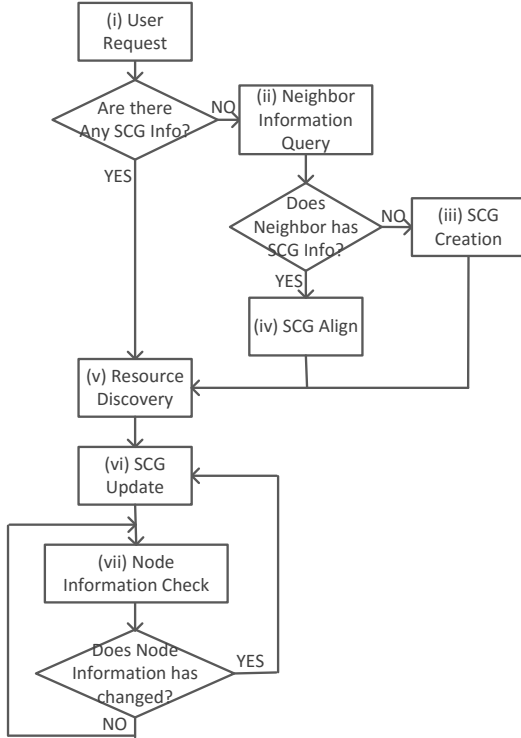 (i) User
Request
Are there
Any SCG Info?
NO
YES
(ii) Neighbor
Information
Query
Does
Neighbor has
SCG Info?
NO
YES
(iii) SCG
Creation
(iv) SCG Align
(v) Resource
Discovery
(vi) SCG
Update
(vii) Node
Information Check
Does Node
Information has
changed?
YES
NO